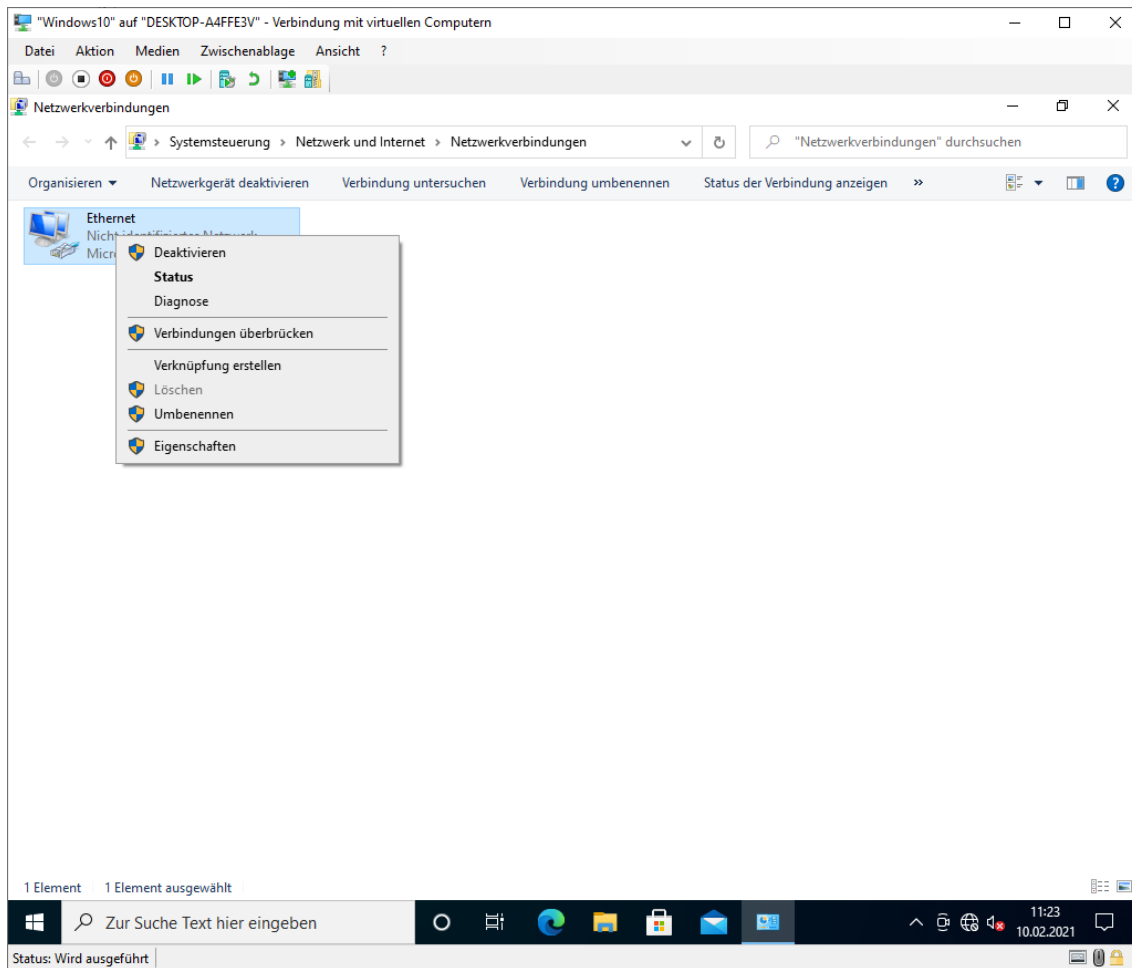 "Windows10" auf "DESKTOP-A4FFE3V" - Verbindung mit virtuellen Computern
Datei Aktion Medien Zwischenablage Ansicht ?
Netzwerkverbindungen
Systemsteuerung > Netzwerk und Internet > Netzwerkverbindungen
"Netzwerkverbindungen" durchsuchen
Organisieren Netzwerkgerät deaktivieren Verbindung untersuchen Verbindung umbenennen Status der Verbindung anzeigen »
Ethernet
Nicht identifiziertes Netzwerk
Deaktivieren
Status
Diagnose
Verbindungen überbrücken
Verknüpfung erstellen
Löschen
Umbenennen
Eigenschaften
1 Element 1 Element ausgewählt
Zur Suche Text hier eingeben
11:23
10.02.2021
Status: Wird ausgeführt